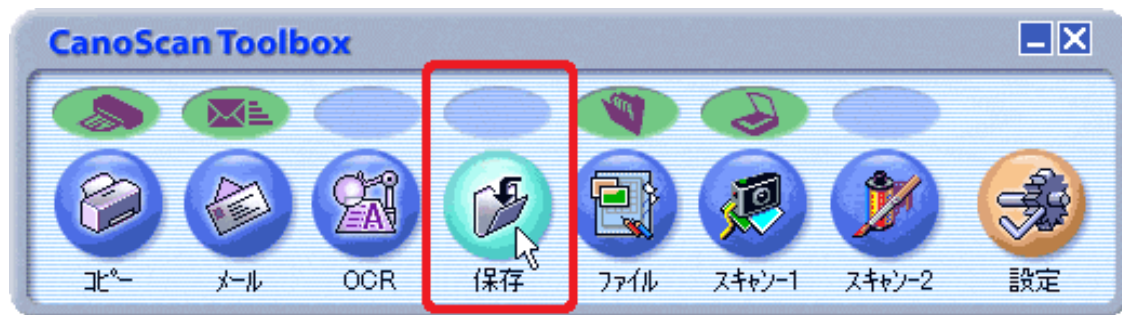 CanoScan Toolbox
ｺﾋﾟｰ
ﾒｰﾙ
OCR
保存
ﾌｧｲﾙ
ｽｷｬﾝ-1
ｽｷｬﾝ-2
設定